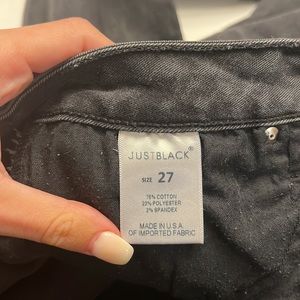 JUSTBLACK®
SIZE 27
76% COTTON
22% POLYESTER
2% SPANDEX
MADE IN U.S.A
OF IMPORTED FABRIC